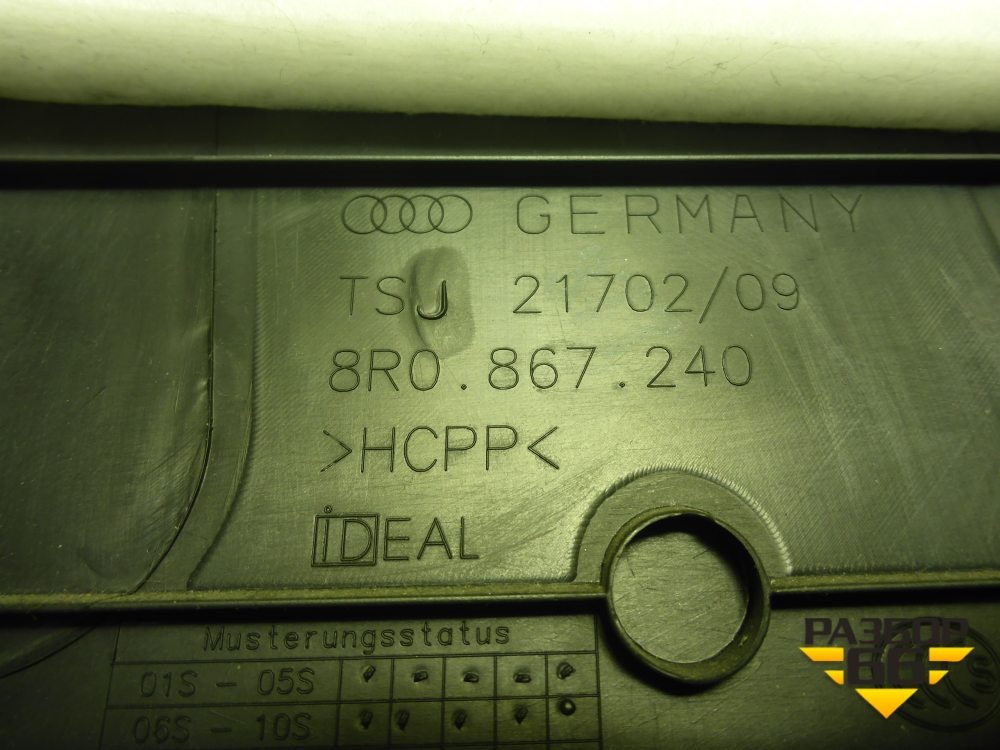 GERMANY
TSJ 21702/09
8R0.867.240
>HCPP<
iDEAL
Musterungsstatus
01S - 05S
06S - 10S
РАЗБОР
66